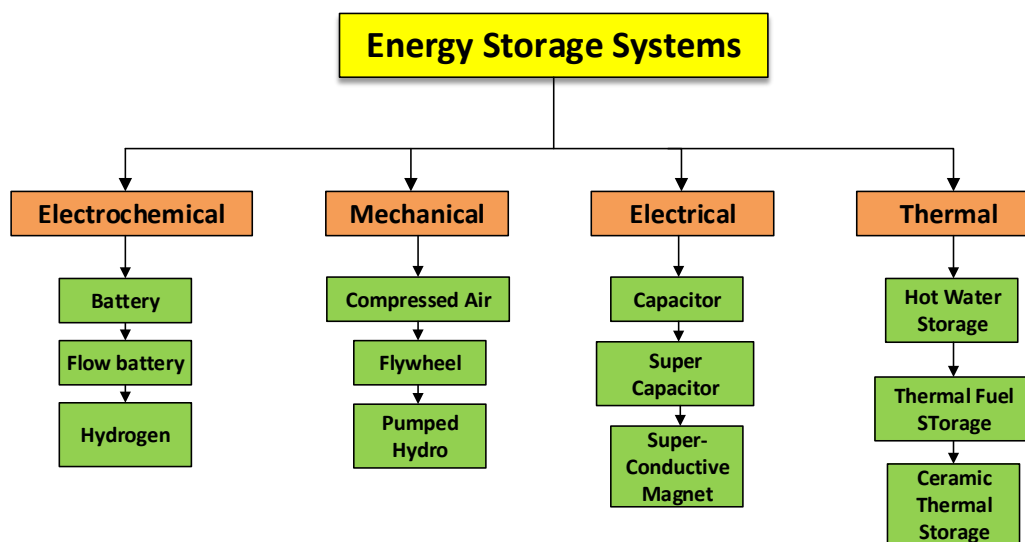 Energy Storage Systems
Electrochemical
Mechanical
Electrical
Thermal
Battery
Flow battery
Hydrogen
Compressed Air
Flywheel
Pumped
Hydro
Capacitor
Super
Capacitor
Super-
Conductive
Magnet
Hot Water
Storage
Thermal Fuel
STorage
Ceramic
Thermal
Storage